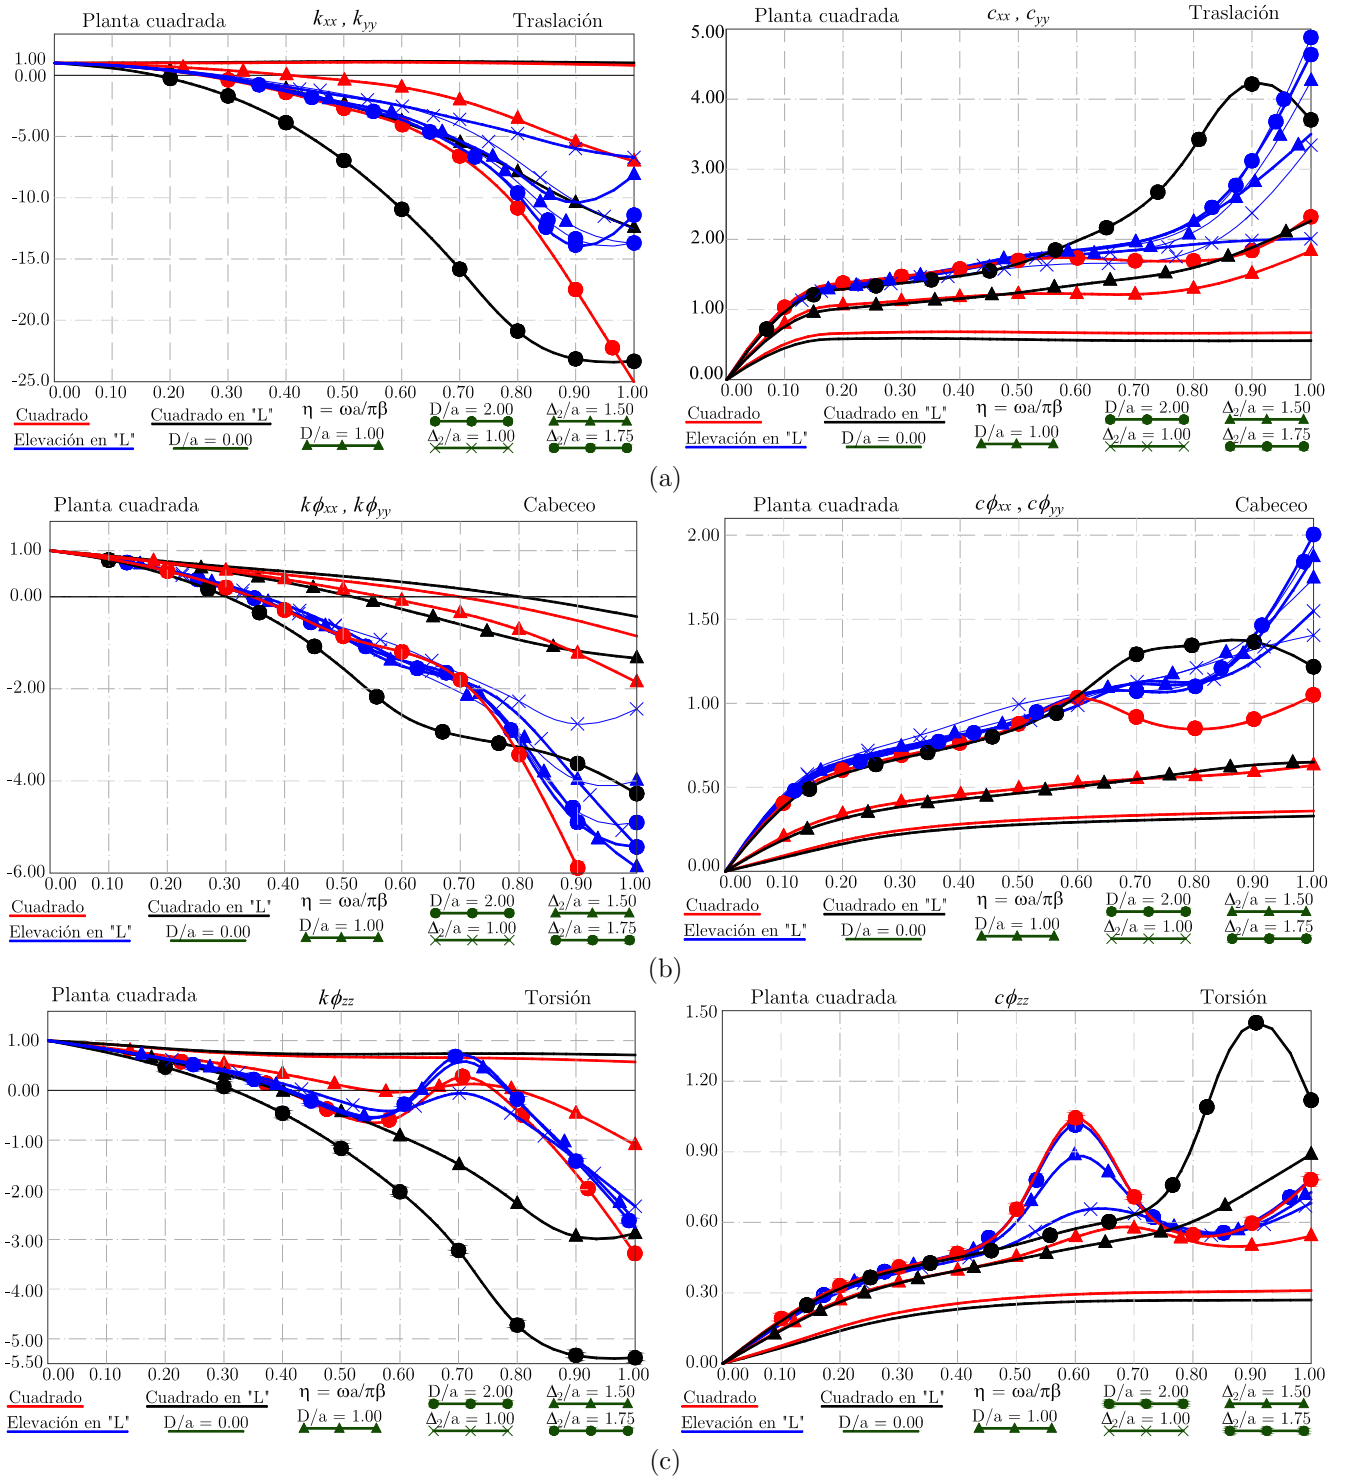 Planta cuadrada kxx , kyy Traslación
1.00
0.00
-5.00
-10.0
-15.0
-20.0
-25.0
0.00 0.10 0.20 0.30 0.40 0.50 0.60 0.70 0.80 0.90 1.00
Cuadrado Cuadrado en "L" η = ωa/πβ D/a = 2.00 Δ2/a = 1.50
Elevación en "L" D/a = 0.00 D/a = 1.00 Δ2/a = 1.00 Δ2/a = 1.75
Planta cuadrada cxx , cyy Traslación
5.00
4.00
3.00
2.00
1.00
0.00
0.10 0.20 0.30 0.40 0.50 0.60 0.70 0.80 0.90 1.00
Cuadrado Cuadrado en "L" η = ωa/πβ D/a = 2.00 Δ2/a = 1.50
Elevación en "L" D/a = 0.00 D/a = 1.00 Δ2/a = 1.00 Δ2/a = 1.75
(a)
Planta cuadrada kϕxx , kϕyy Cabeceo
1.00
0.00
-2.00
-4.00
-6.00
0.00 0.10 0.20 0.30 0.40 0.50 0.60 0.70 0.80 0.90 1.00
Cuadrado Cuadrado en "L" η = ωa/πβ D/a = 2.00 Δ2/a = 1.50
Elevación en "L" D/a = 0.00 D/a = 1.00 Δ2/a = 1.00 Δ2/a = 1.75
Planta cuadrada cϕxx , cϕyy Cabeceo
2.00
1.50
1.00
0.50
0.00
0.00 0.10 0.20 0.30 0.40 0.50 0.60 0.70 0.80 0.90 1.00
Cuadrado Cuadrado en "L" η = ωa/πβ D/a = 2.00 Δ2/a = 1.50
Elevación en "L" D/a = 0.00 D/a = 1.00 Δ2/a = 1.00 Δ2/a = 1.75
(b)
Planta cuadrada kϕzz Torsión
1.00
0.00
-1.00
-2.00
-3.00
-4.00
-5.00
-5.50
0.00 0.10 0.20 0.30 0.40 0.50 0.60 0.70 0.80 0.90 1.00
Cuadrado Cuadrado en "L" η = ωa/πβ D/a = 2.00 Δ2/a = 1.50
Elevación en "L" D/a = 0.00 D/a = 1.00 Δ2/a = 1.00 Δ2/a = 1.75
Planta cuadrada cϕzz Torsión
1.50
1.20
0.90
0.60
0.30
0.00
0.00 0.10 0.20 0.30 0.40 0.50 0.60 0.70 0.80 0.90 1.00
Cuadrado Cuadrado en "L" η = ωa/πβ D/a = 2.00 Δ2/a = 1.50
Elevación en "L" D/a = 0.00 D/a = 1.00 Δ2/a = 1.00 Δ2/a = 1.75
(c)